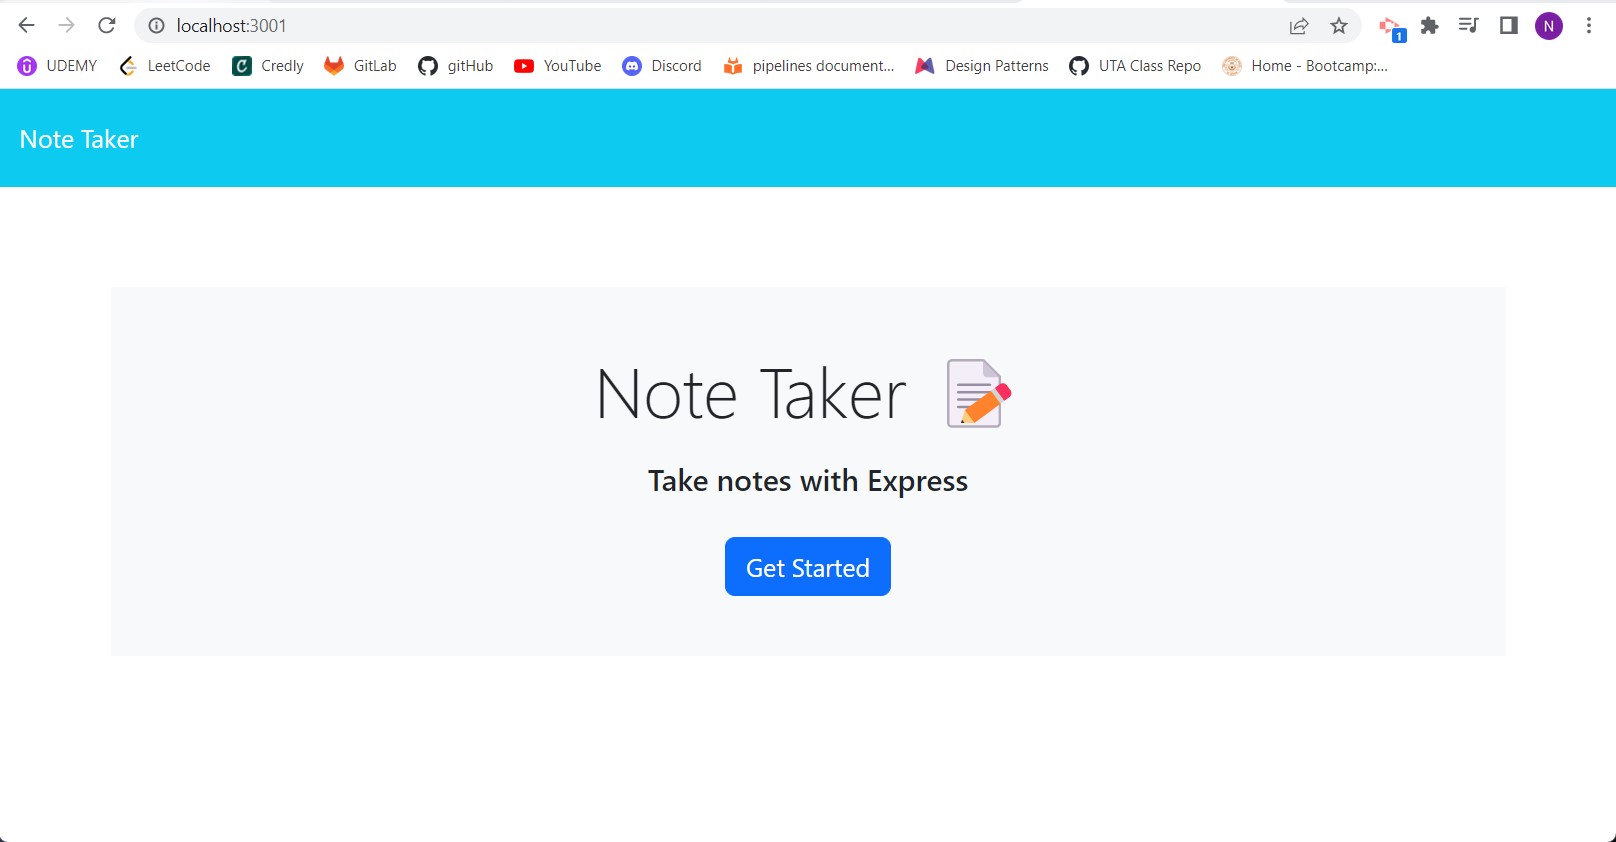 localhost:3001
1
N
UDEMY LeetCode Credly GitLab gitHub YouTube Discord pipelines document... Design Patterns UTA Class Repo Home - Bootcamp:...
Note Taker
Note Taker
Take notes with Express
Get Started